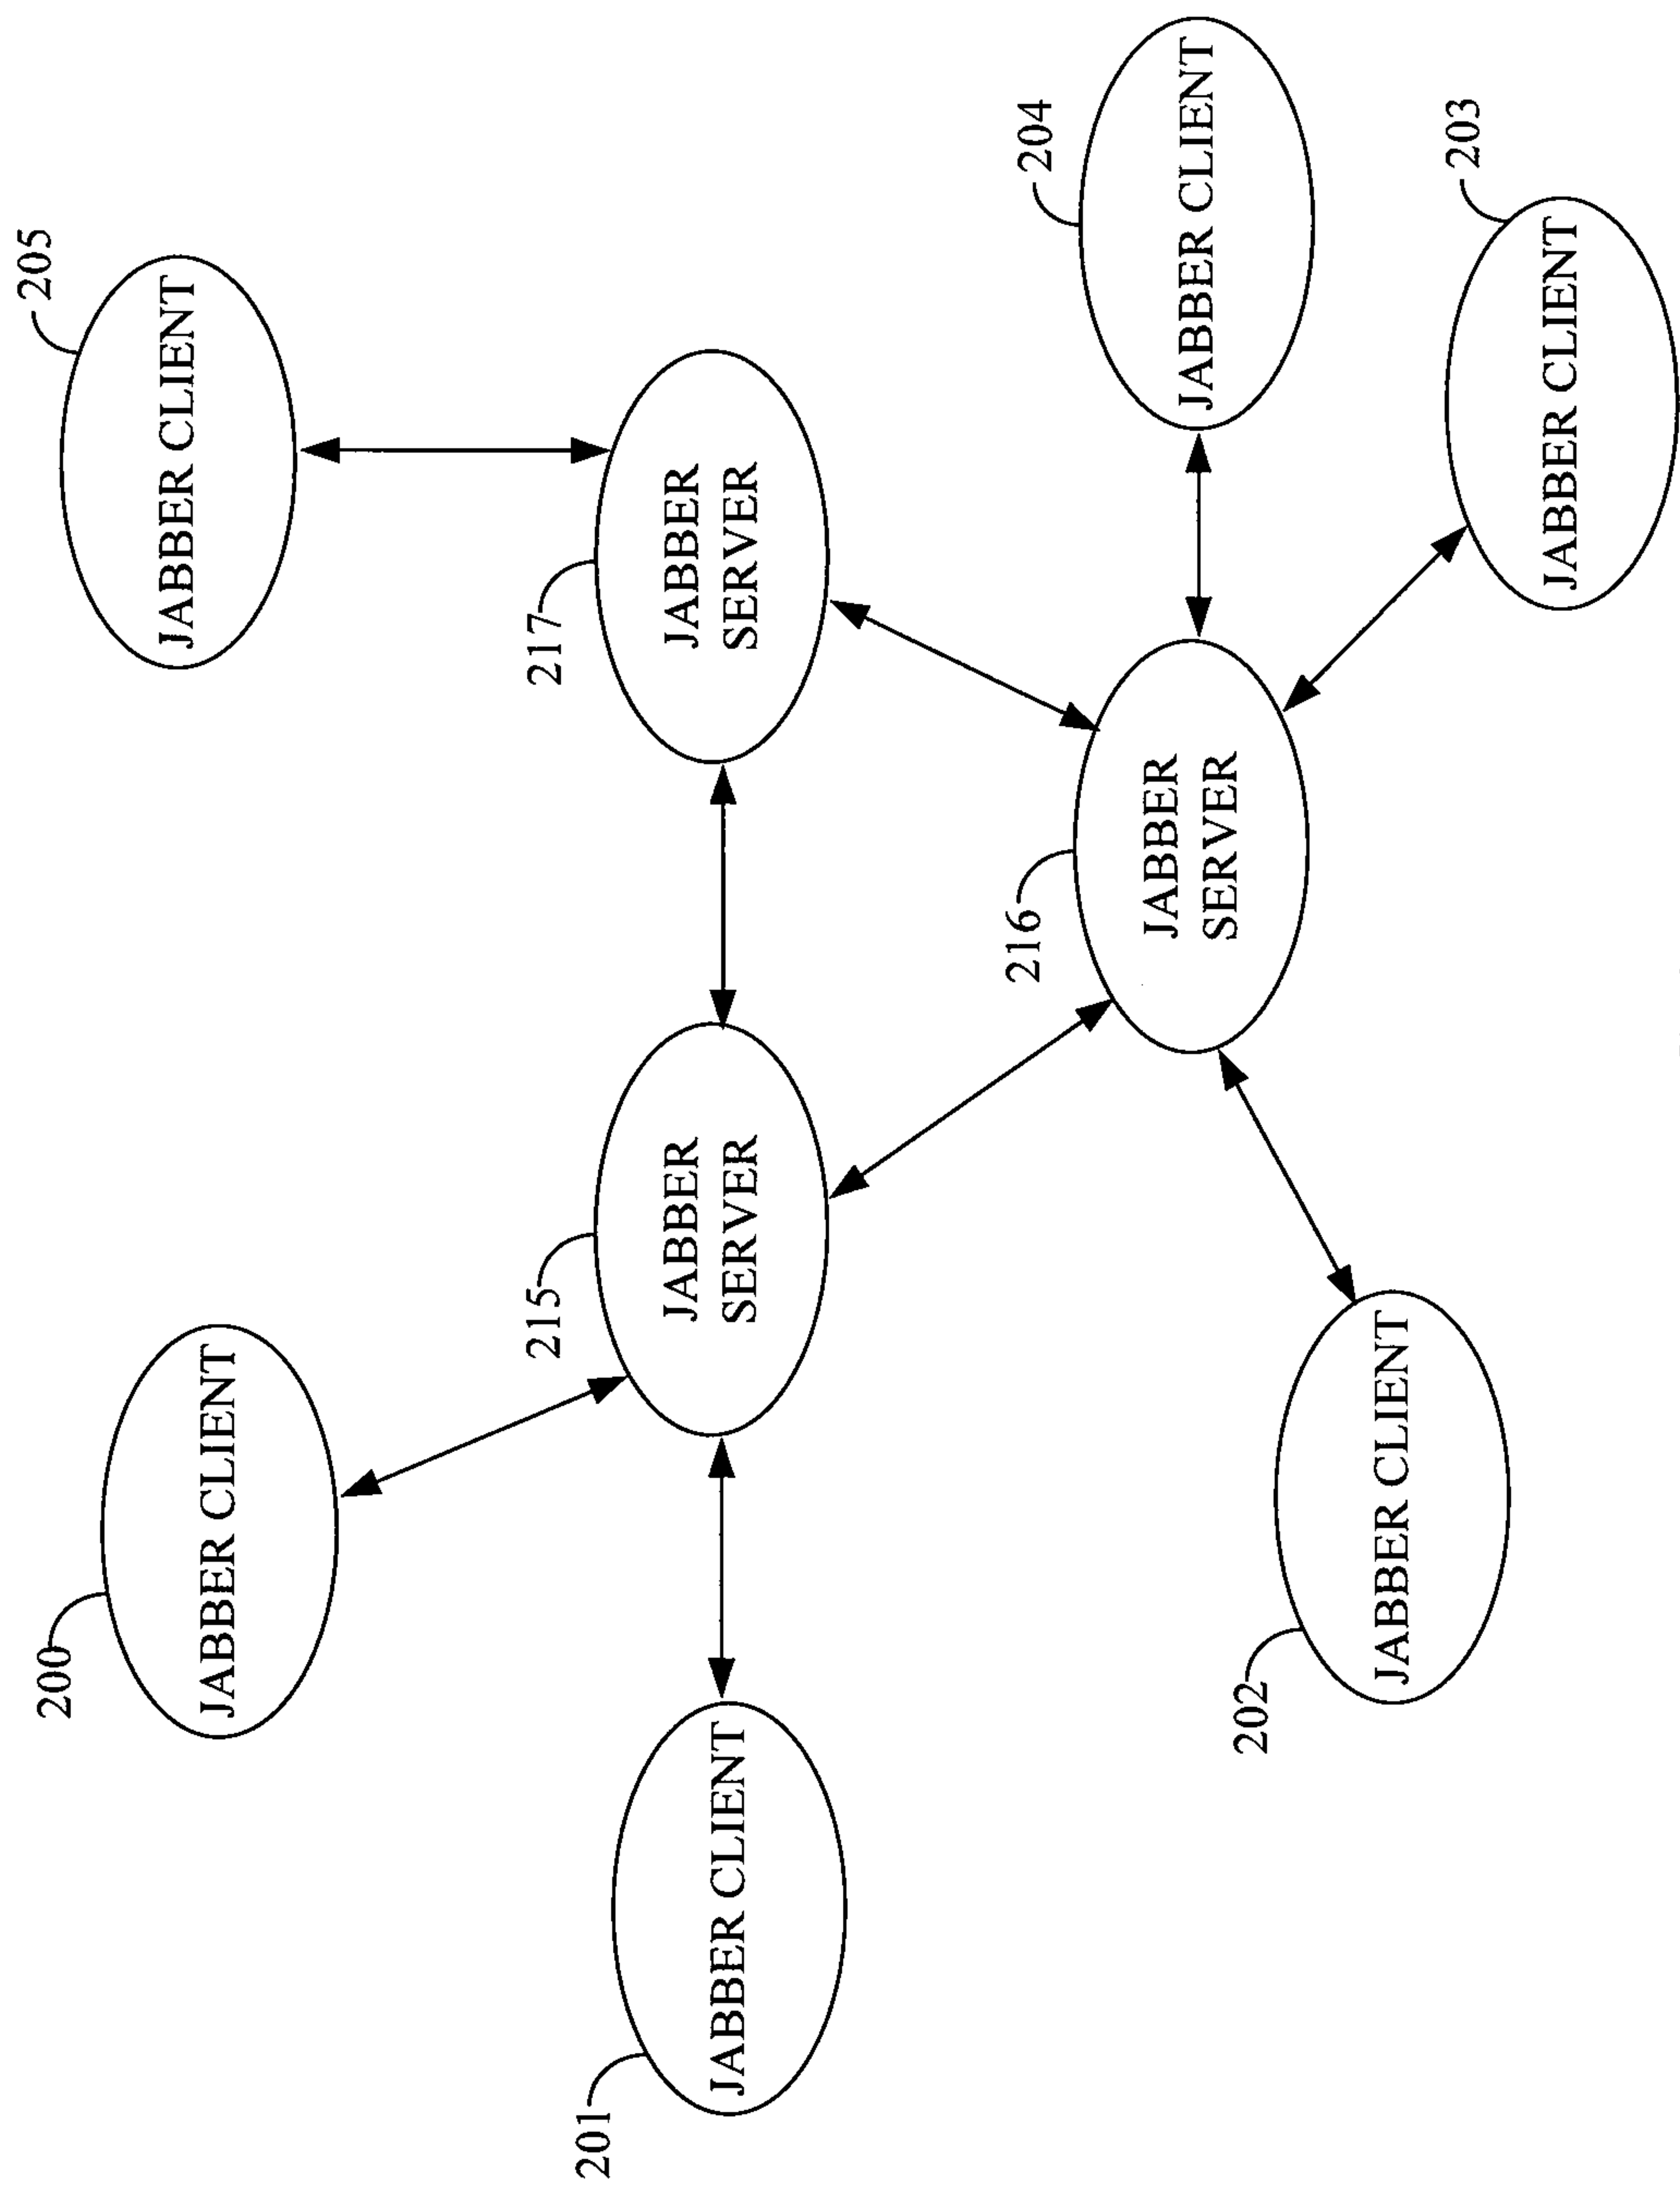 200
205
JABBER CLIENT
JABBER CLIENT
201
215
217
JABBER CLIENT
JABBER
SERVER
JABBER
SERVER
216
204
JABBER
SERVER
JABBER CLIENT
202
JABBER CLIENT
203
JABBER CLIENT